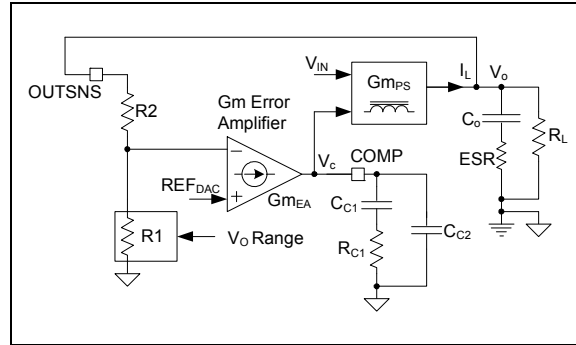 V_IN
Gm_PS
I_L
V_o
OUTSNS
R2
Gm Error
Amplifier
C_o
R_L
V_c
COMP
ESR
−
REF_DAC
+
Gm_EA
C_C1
R1
V_O Range
R_C1
C_C2